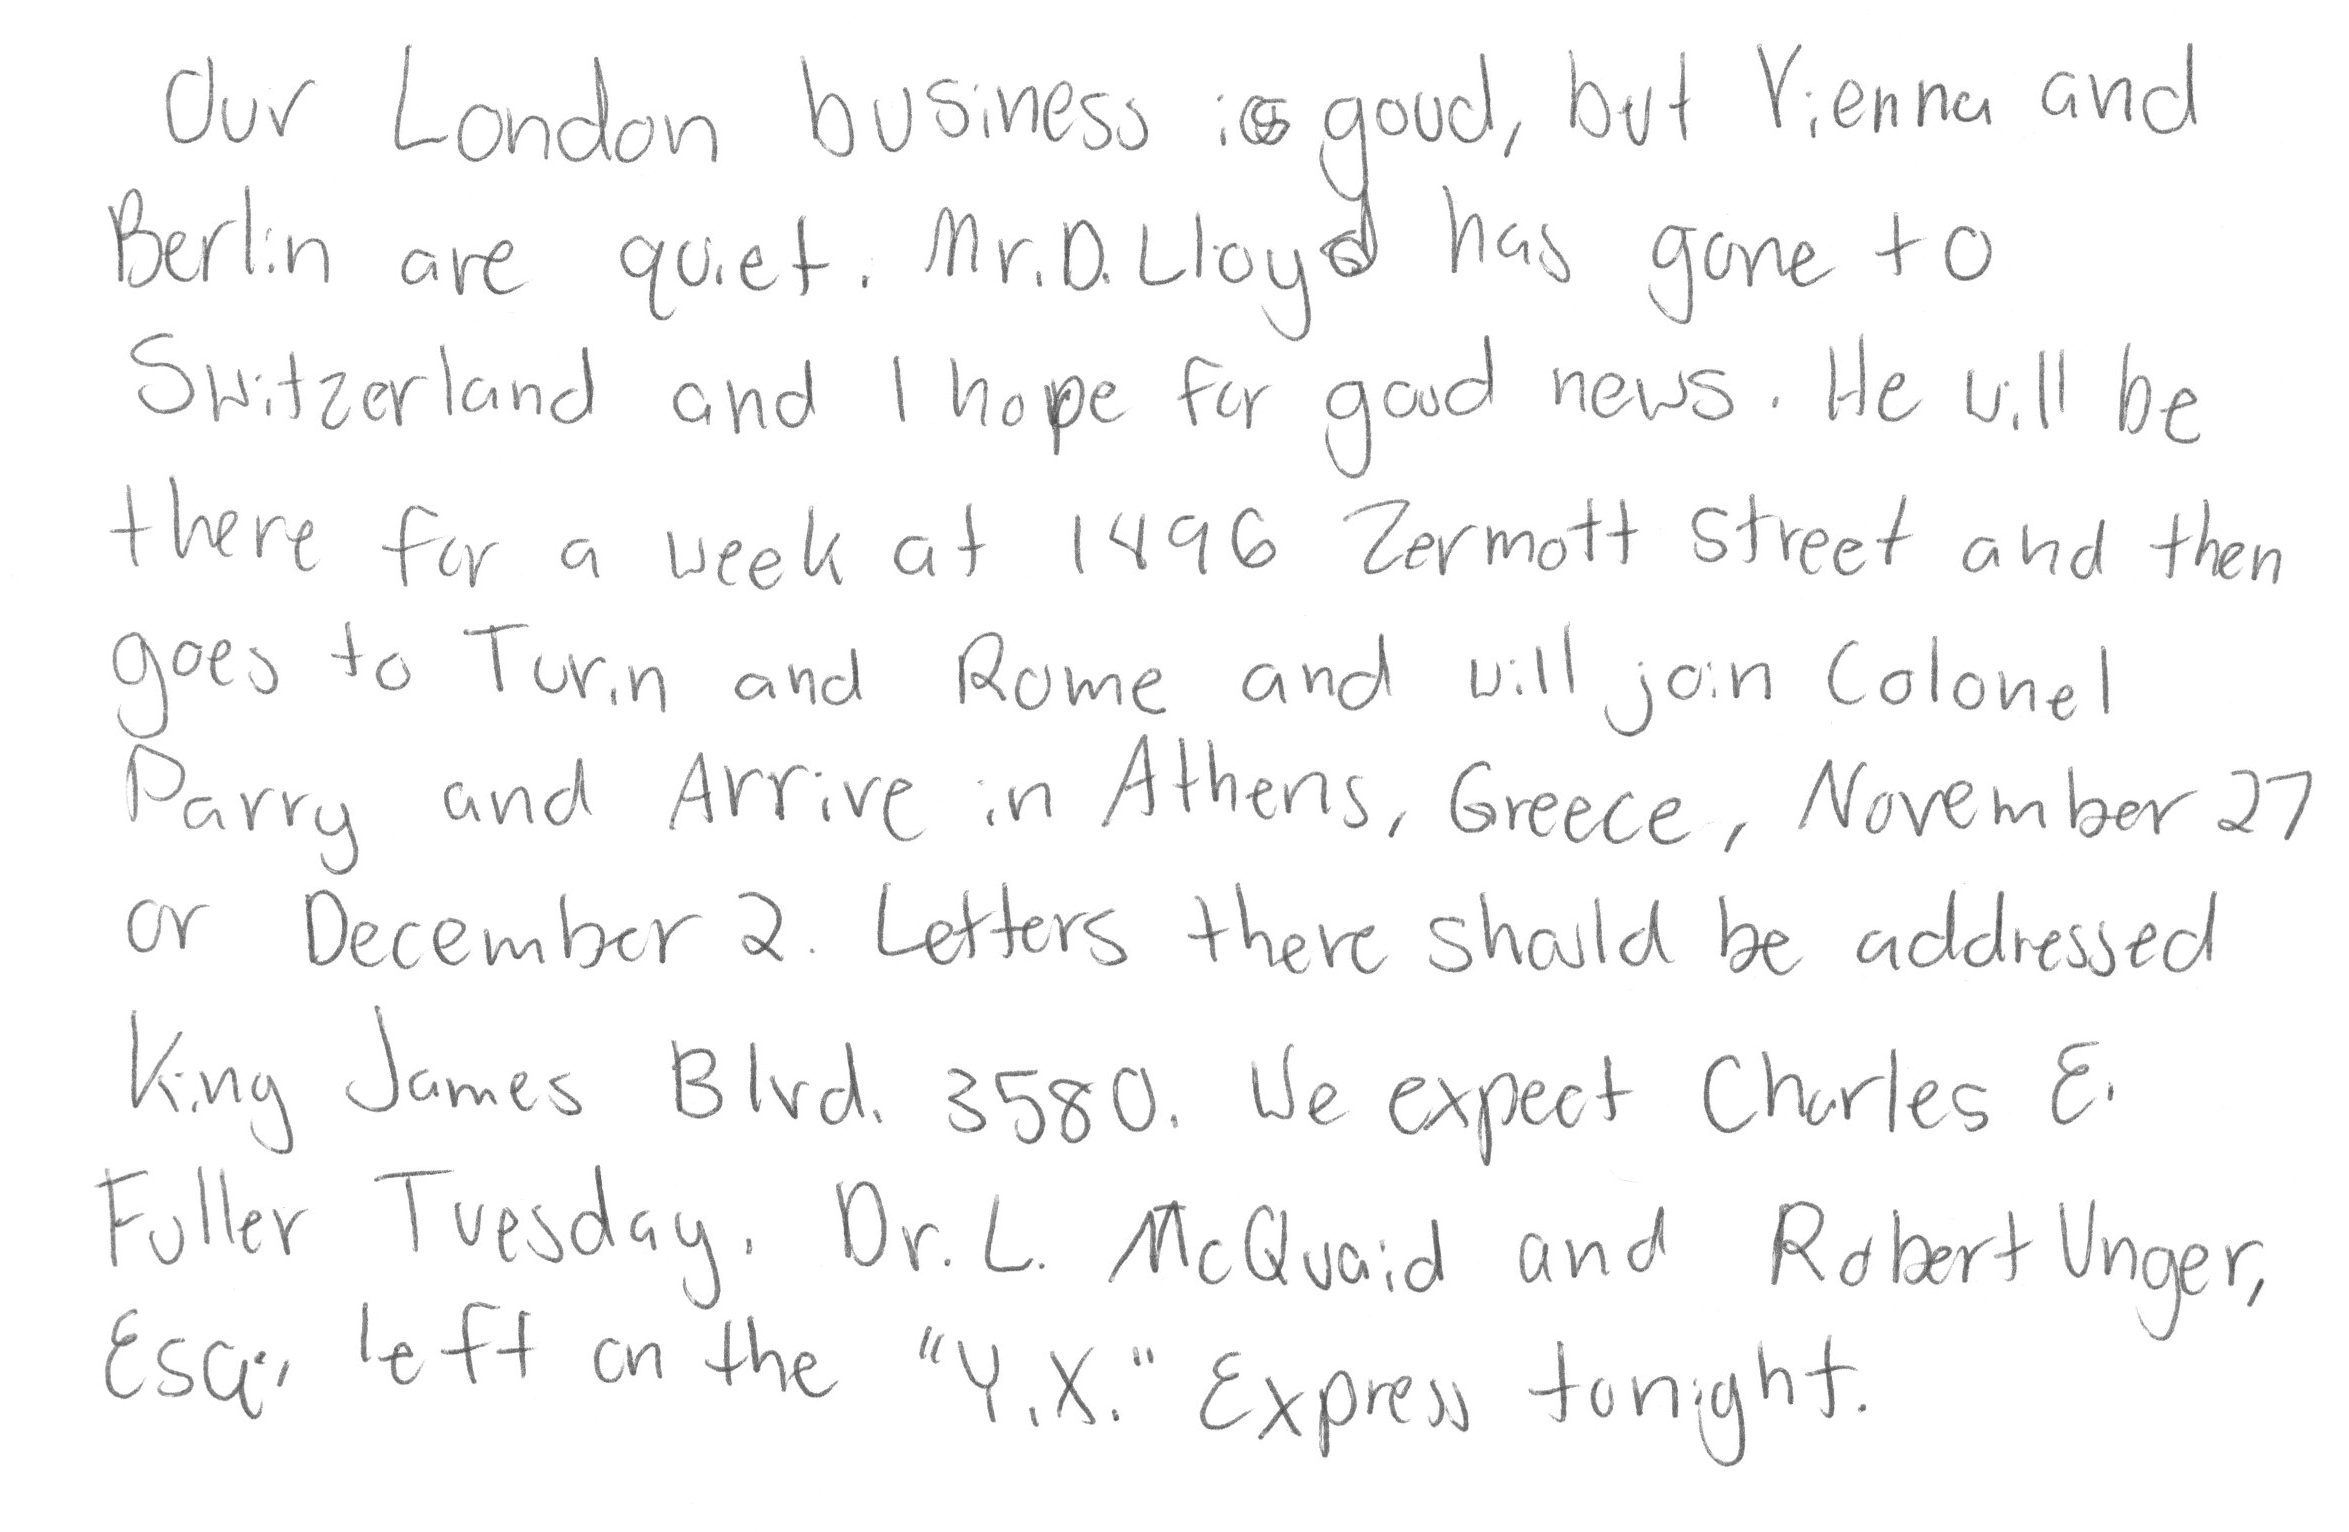 Our London business is good, but Vienna and
Berlin are quiet. Mr. D. Lloyd has gone to
Switzerland and I hope for good news. He will be
there for a week at 1496 Zermott street and then
goes to Turin and Rome and will join Colonel
Parry and Arrive in Athens, Greece, November 27
or December 2. Letters there should be addressed
King James Blvd. 3580. We expect Charles E.
Fuller Tuesday. Dr. L. McQuaid and Robert Unger,
Esq., left on the "Y.X." Express tonight.